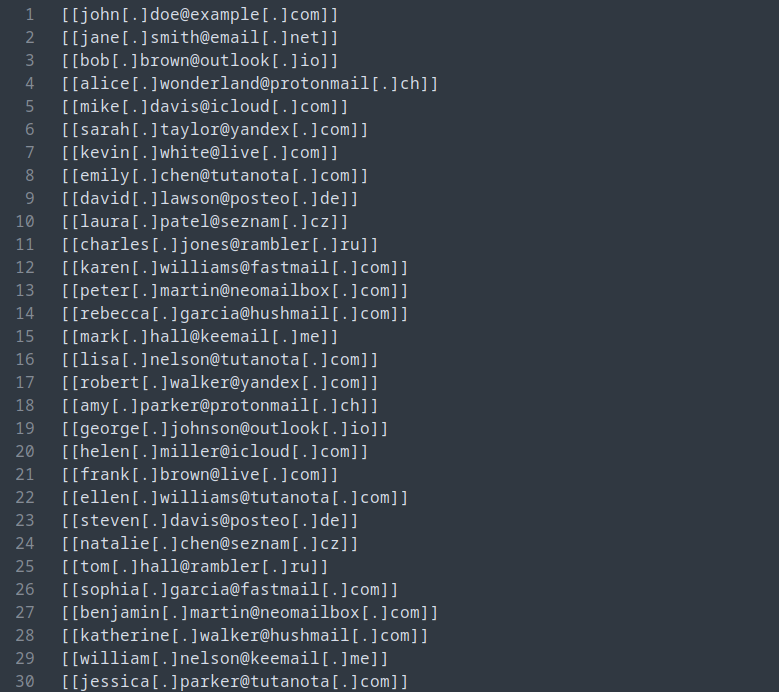 1 [[john[.]doe@example[.]com]]
2 [[jane[.]smith@email[.]net]]
3 [[bob[.]brown@outlook[.]io]]
4 [[alice[.]wonderland@protonmail[.]ch]]
5 [[mike[.]davis@icloud[.]com]]
6 [[sarah[.]taylor@yandex[.]com]]
7 [[kevin[.]white@live[.]com]]
8 [[emily[.]chen@tutanota[.]com]]
9 [[david[.]lawson@posteo[.]de]]
10 [[laura[.]patel@seznam[.]cz]]
11 [[charles[.]jones@rambler[.]ru]]
12 [[karen[.]williams@fastmail[.]com]]
13 [[peter[.]martin@neomailbox[.]com]]
14 [[rebecca[.]garcia@hushmail[.]com]]
15 [[mark[.]hall@keemail[.]me]]
16 [[lisa[.]nelson@tutanota[.]com]]
17 [[robert[.]walker@yandex[.]com]]
18 [[amy[.]parker@protonmail[.]ch]]
19 [[george[.]johnson@outlook[.]io]]
20 [[helen[.]miller@icloud[.]com]]
21 [[frank[.]brown@live[.]com]]
22 [[ellen[.]williams@tutanota[.]com]]
23 [[steven[.]davis@posteo[.]de]]
24 [[natalie[.]chen@seznam[.]cz]]
25 [[tom[.]hall@rambler[.]ru]]
26 [[sophia[.]garcia@fastmail[.]com]]
27 [[benjamin[.]martin@neomailbox[.]com]]
28 [[katherine[.]walker@hushmail[.]com]]
29 [[william[.]nelson@keemail[.]me]]
30 [[jessica[.]parker@tutanota[.]com]]